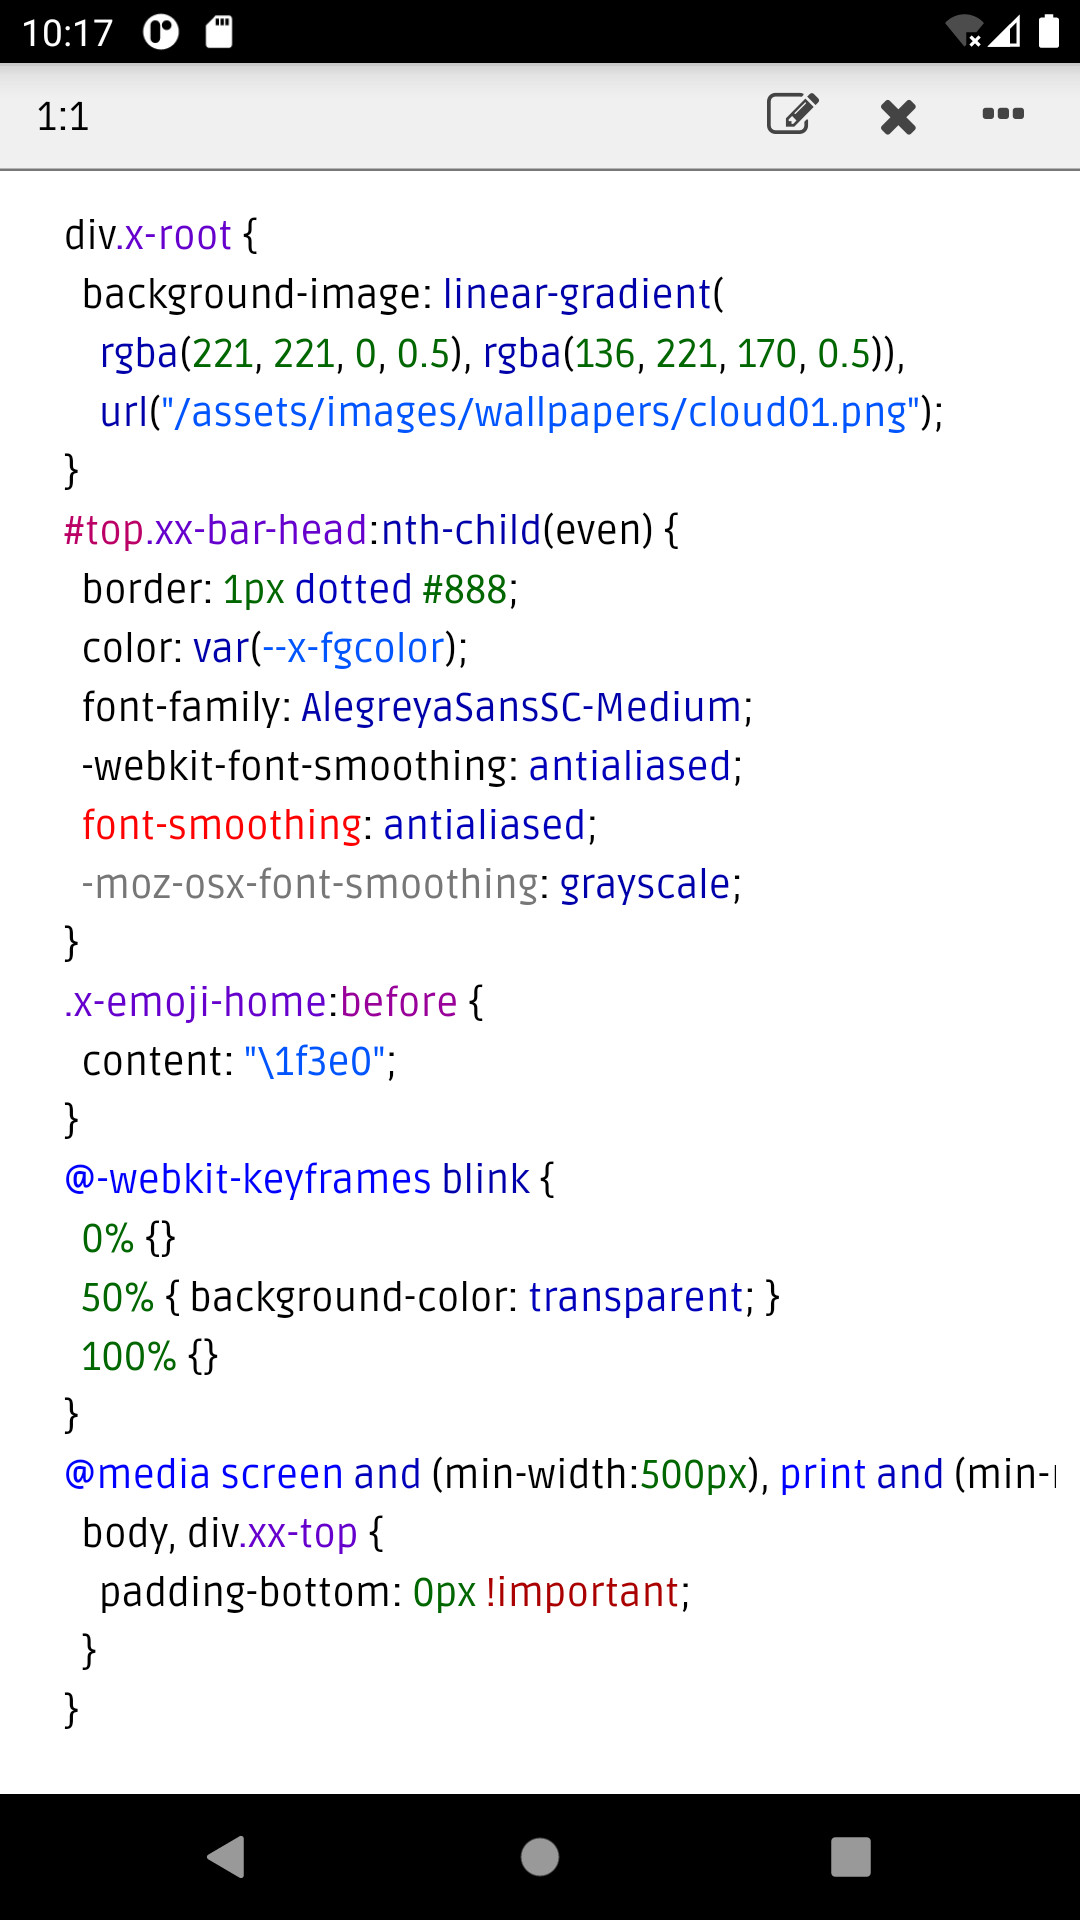 10:17
1:1
div.x-root {
  background-image: linear-gradient(
    rgba(221, 221, 0, 0.5), rgba(136, 221, 170, 0.5)),
    url("/assets/images/wallpapers/cloud01.png");
}
#top.xx-bar-head:nth-child(even) {
  border: 1px dotted #888;
  color: var(--x-fgcolor);
  font-family: AlegreyaSansSC-Medium;
  -webkit-font-smoothing: antialiased;
  font-smoothing: antialiased;
  -moz-osx-font-smoothing: grayscale;
}
.x-emoji-home:before {
  content: "\1f3e0";
}
@-webkit-keyframes blink {
  0% {}
  50% { background-color: transparent; }
  100% {}
}
@media screen and (min-width:500px), print and (min-
  body, div.xx-top {
    padding-bottom: 0px !important;
  }
}